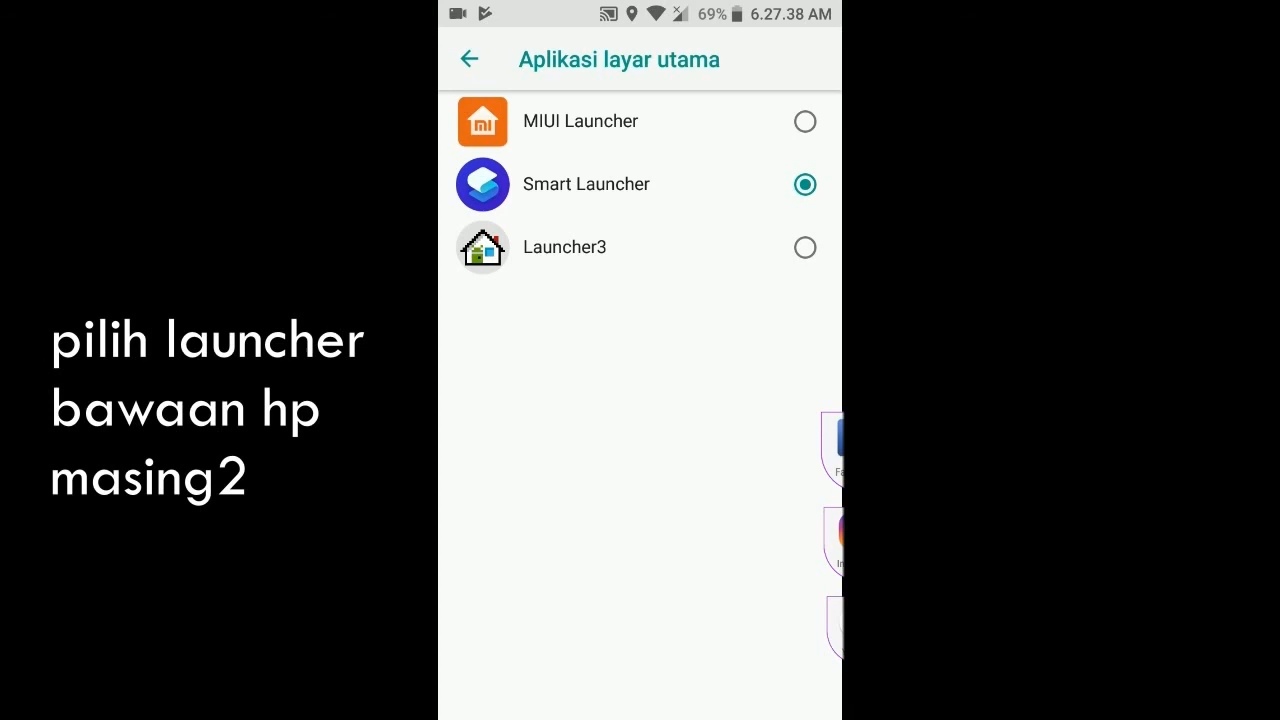 69% 6.27.38 AM
Aplikasi layar utama
MIUI Launcher
Smart Launcher
Launcher3
pilih launcher
bawaan hp
masing2